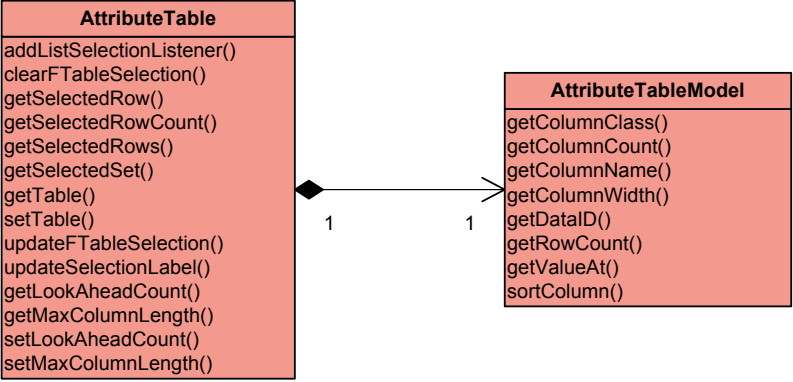 AttributeTable
addListSelectionListener()
clearFTableSelection()
getSelectedRow()
getSelectedRowCount()
getSelectedRows()
getSelectedSet()
getTable()
setTable()
updateFTableSelection()
updateSelectionLabel()
getLookAheadCount()
getMaxColumnLength()
setLookAheadCount()
setMaxColumnLength()
1
1
AttributeTableModel
getColumnClass()
getColumnCount()
getColumnName()
getColumnWidth()
getDataID()
getRowCount()
getValueAt()
sortColumn()